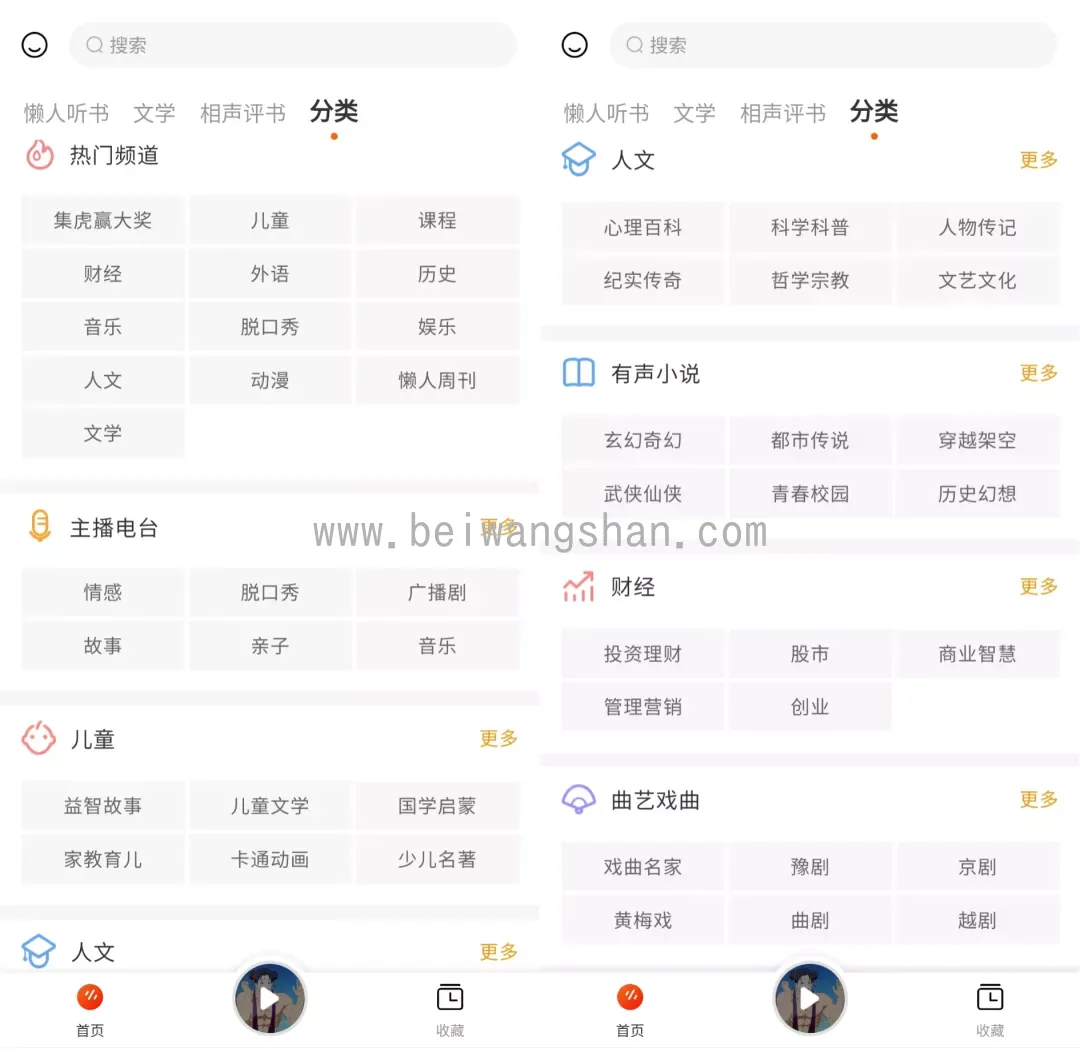 搜索
懒人听书 文学 相声评书 分类
热门频道
集虎赢大奖 儿童 课程
财经 外语 历史
音乐 脱口秀 娱乐
人文 动漫 懒人周刊
文学
主播电台 更多
情感 脱口秀 广播剧
故事 亲子 音乐
儿童 更多
益智故事 儿童文学 国学启蒙
家教育儿 卡通动画 少儿名著
人文 更多
首页 收藏
搜索
懒人听书 文学 相声评书 分类
人文 更多
心理百科 科学科普 人物传记
纪实传奇 哲学宗教 文艺文化
有声小说 更多
玄幻奇幻 都市传说 穿越架空
武侠仙侠 青春校园 历史幻想
财经 更多
投资理财 股市 商业智慧
管理营销 创业
曲艺戏曲 更多
戏曲名家 豫剧 京剧
黄梅戏 曲剧 越剧
首页 收藏
www.beiwangshan.com